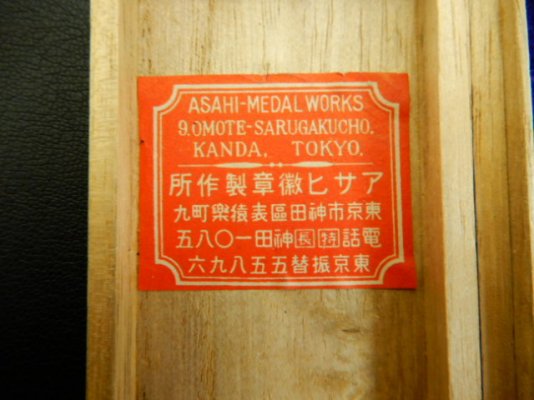 ASAHI-MEDAL WORKS
9.OMOTE-SARUGAKUCHO.
KANDA, TOKYO.
アサヒ徽章製作所
東京市神田區表猿樂町九
電話特長神田一〇八五
東京振替五五八九六